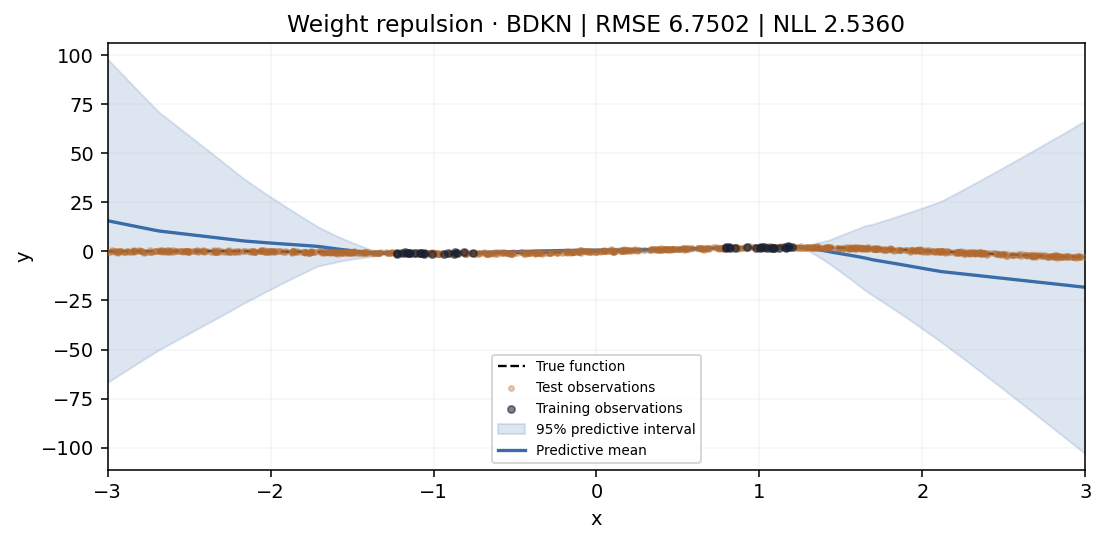 Weight repulsion · BDKN | RMSE 6.7502 | NLL 2.5360
100
75
50
25
0
−25
−50
−75
−100
y
True function
Test observations
Training observations
95% predictive interval
Predictive mean
−3 −2 −1 0 1 2 3
x